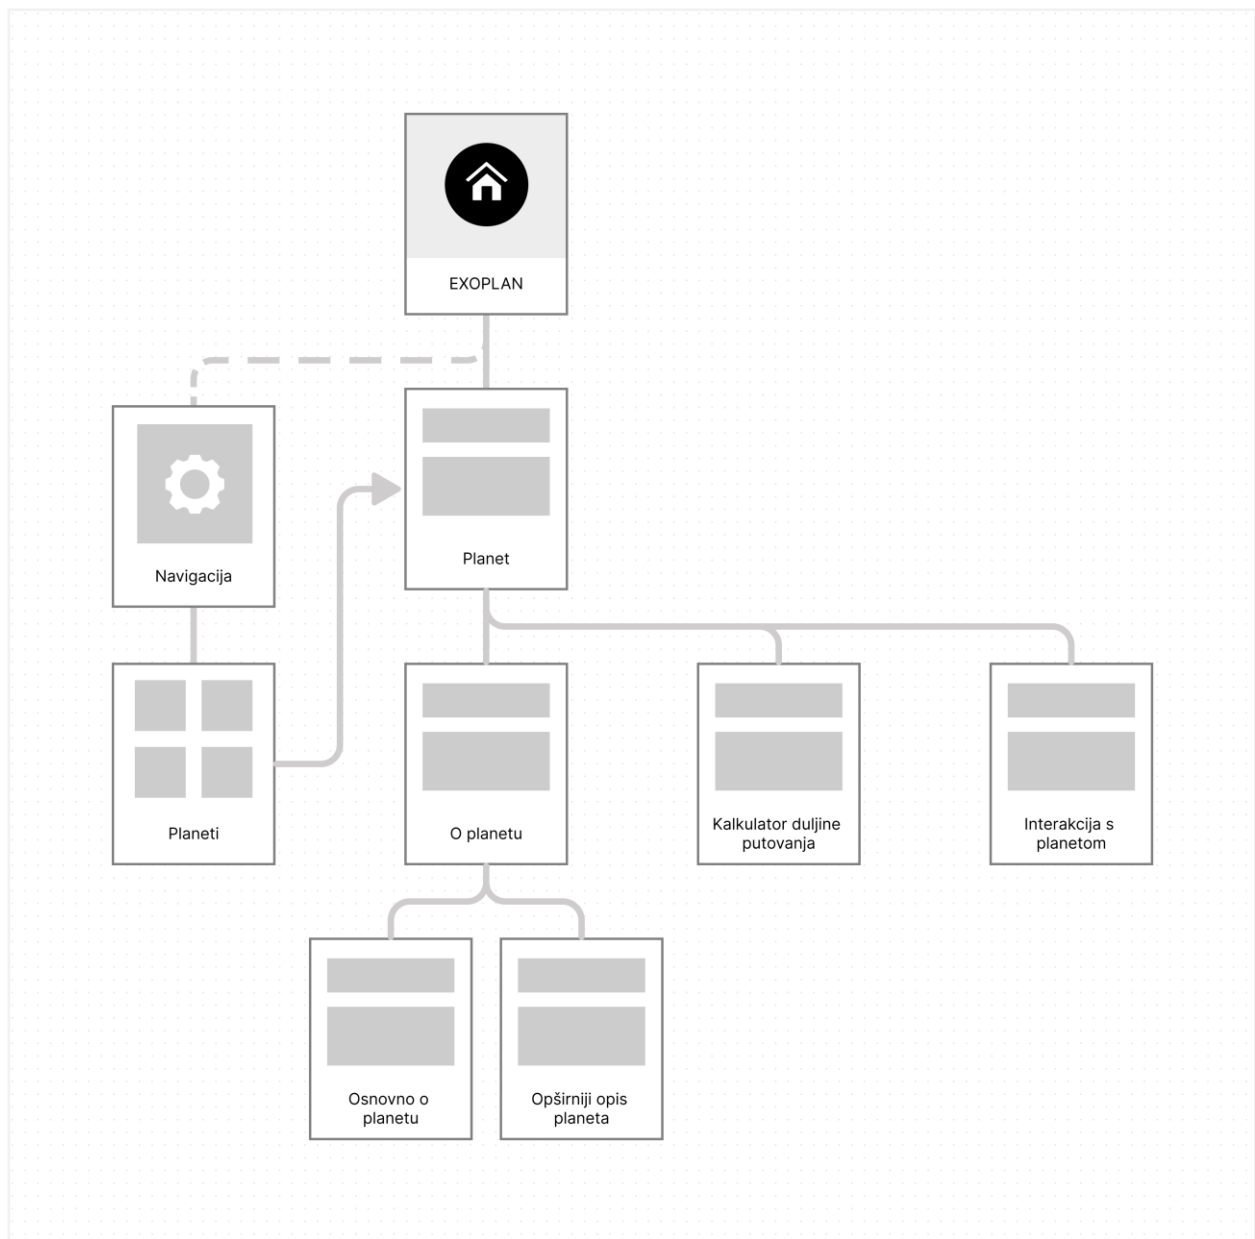 EXOPLAN
Navigacija
Planet
Planeti
O planetu
Kalkulator duljine
putovanja
Interakcija s
planetom
Osnovno o
planetu
Opširniji opis
planeta